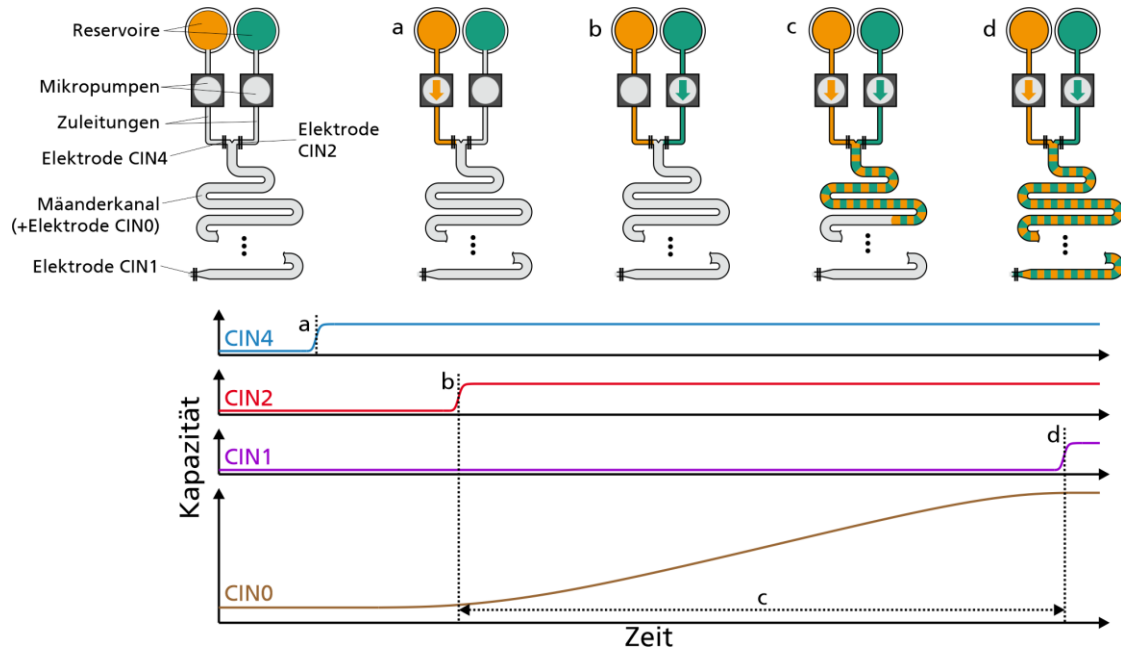 Reservoire
Mikropumpen
Zuleitungen
Elektrode CIN4
Elektrode
CIN2
Mäanderkanal
(+Elektrode CIN0)
Elektrode CIN1
a
b
c
d
CIN4
a
CIN2
b
CIN1
d
CIN0
c
Kapazität
Zeit